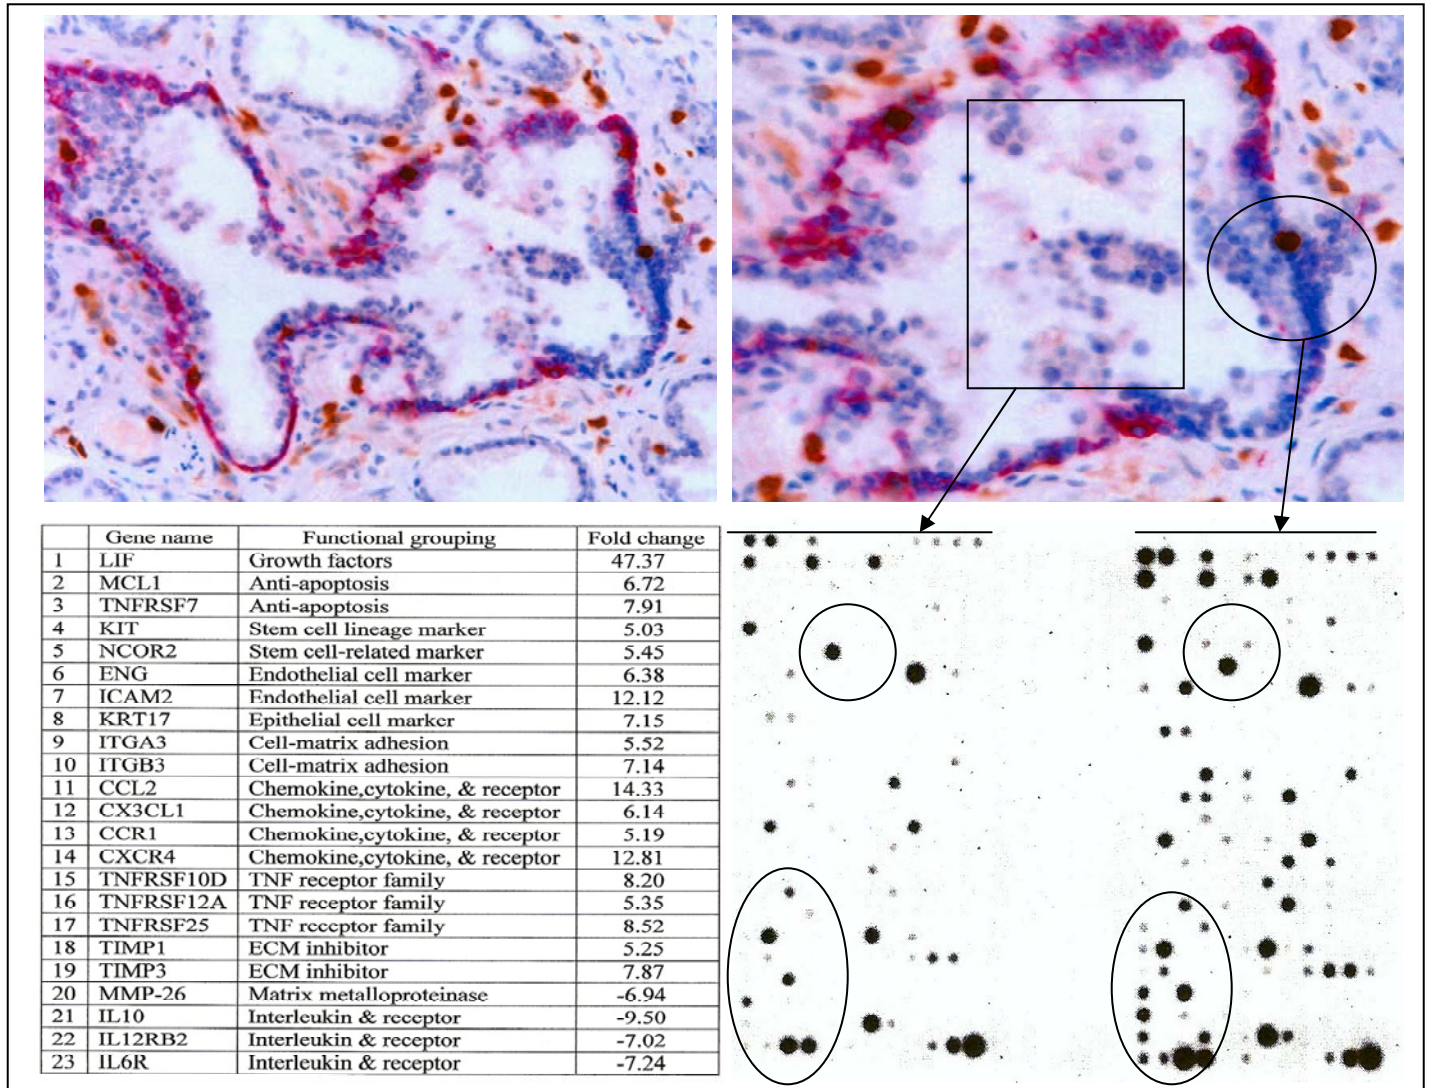 Gene name Functional grouping Fold change
1 LIF Growth factors 47.37
2 MCL1 Anti-apoptosis 6.72
3 TNFRSF7 Anti-apoptosis 7.91
4 KIT Stem cell lineage marker 5.03
5 NCOR2 Stem cell-related marker 5.45
6 ENG Endothelial cell marker 6.38
7 ICAM2 Endothelial cell marker 12.12
8 KRT17 Epithelial cell marker 7.15
9 ITGA3 Cell-matrix adhesion 5.52
10 ITGB3 Cell-matrix adhesion 7.14
11 CCL2 Chemokine,cytokine, & receptor 14.33
12 CX3CL1 Chemokine,cytokine, & receptor 6.14
13 CCR1 Chemokine,cytokine, & receptor 5.19
14 CXCR4 Chemokine,cytokine, & receptor 12.81
15 TNFRSF10D TNF receptor family 8.20
16 TNFRSF12A TNF receptor family 5.35
17 TNFRSF25 TNF receptor family 8.52
18 TIMP1 ECM inhibitor 5.25
19 TIMP3 ECM inhibitor 7.87
20 MMP-26 Matrix metalloproteinase -6.94
21 IL10 Interleukin & receptor -9.50
22 IL12RB2 Interleukin & receptor -7.02
23 IL6R Interleukin & receptor -7.24